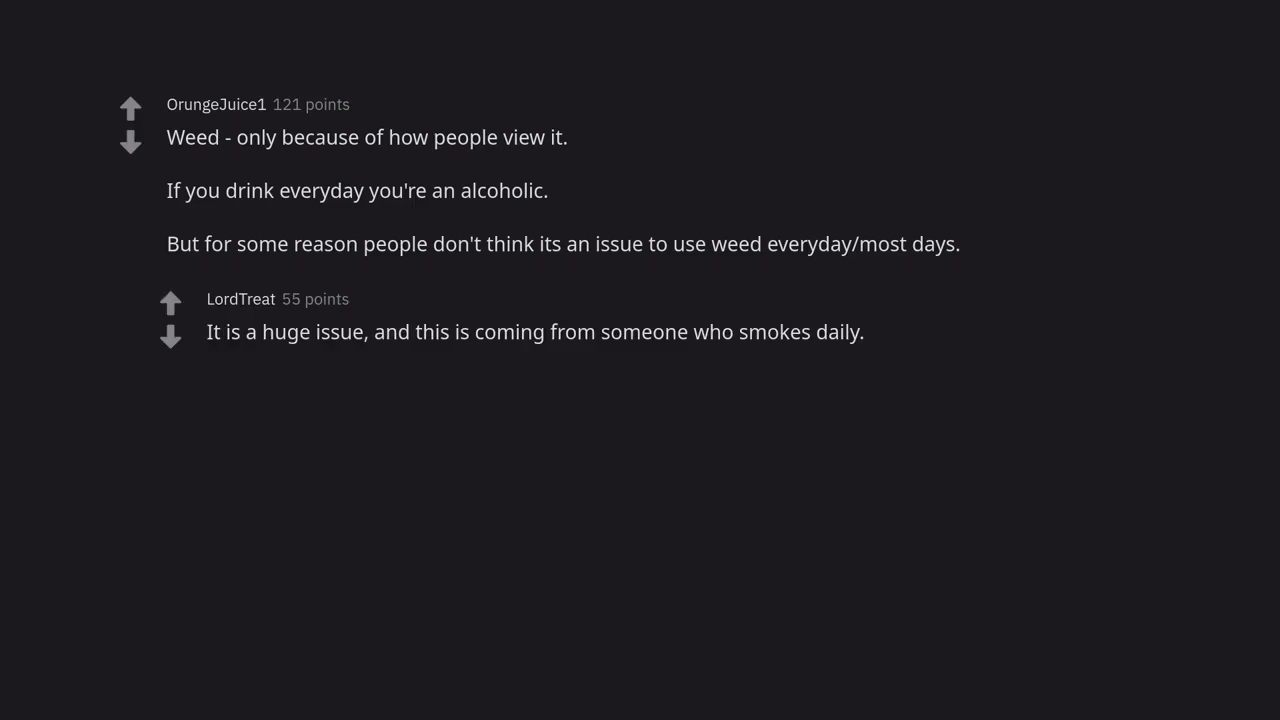 OrungeJuice1 121 points
Weed - only because of how people view it.
If you drink everyday you're an alcoholic.
But for some reason people don't think its an issue to use weed everyday/most days.
LordTreat 55 points
It is a huge issue, and this is coming from someone who smokes daily.